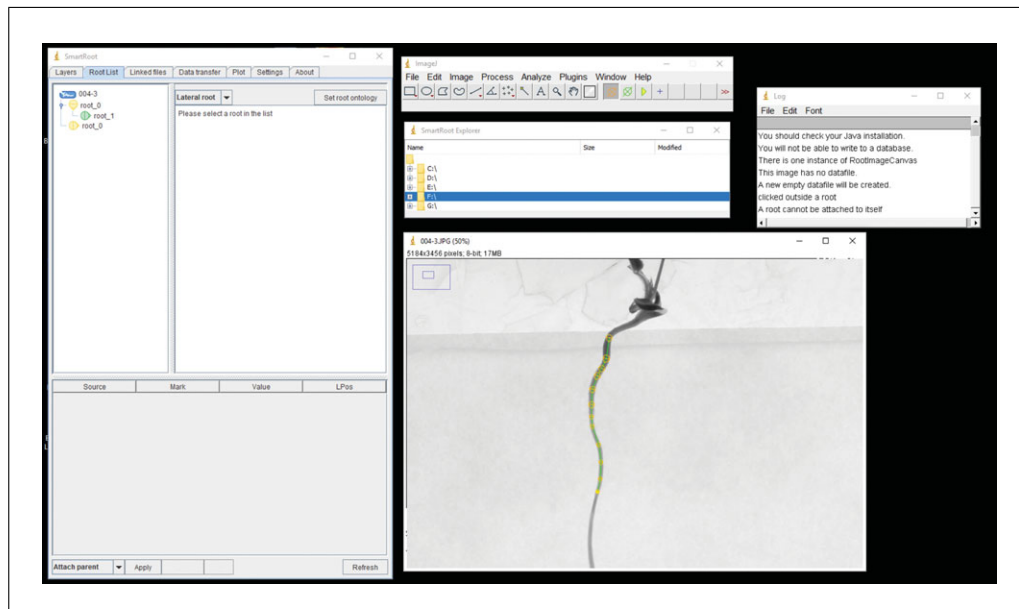 SmartRoot
Layers Root List Linked files Data transfer Plot Settings About
004-3
root_0
root_1
root_0
Lateral root Set root ontology
Please select a root in the list
Source Mark Value LPos
Attach parent Apply Refresh
ImageJ
File Edit Image Process Analyze Plugins Window Help
A
>>
SmartRoot Explorer
Name Size Modified
C:\
D:\
E:\
F:\
G:\
Log
File Edit Font
You should check your Java installation.
You will not be able to write to a database.
There is one instance of RootImageCanvas
This image has no datafile.
A new empty datafile will be created.
clicked outside a root
A root cannot be attached to itself
004-3.JPG (50%)
5184x3456 pixels; 8-bit; 17MB